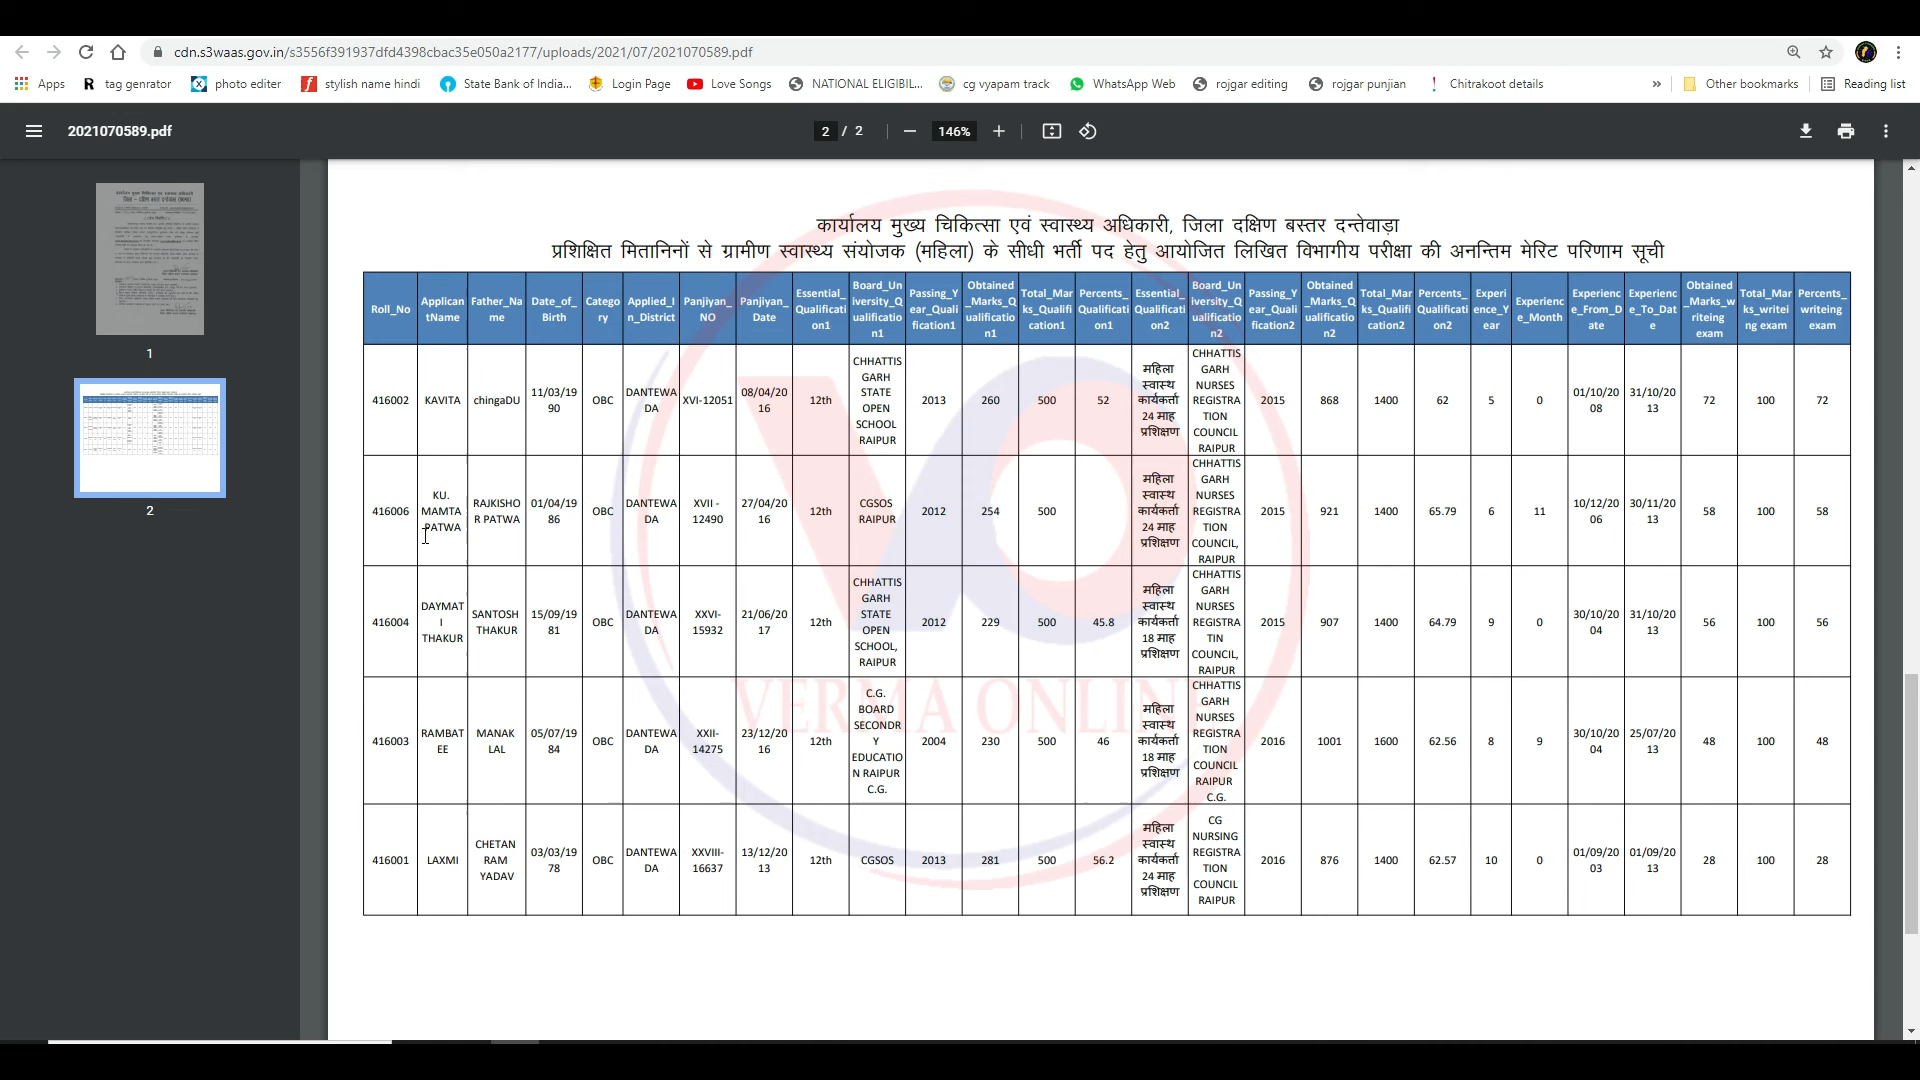 cdn.s3waas.gov.in/s3556f391937dfd4398cbac35e050a2177/uploads/2021/07/2021070589.pdf
Apps R tag genrator photo editer stylish name hindi State Bank of India... Login Page Love Songs NATIONAL ELIGIBIL... cg vyapam track WhatsApp Web rojgar editing rojgar punjian Chitrakoot details » Other bookmarks Reading list
2021070589.pdf 2 / 2 146%
1
2
कार्यालय मुख्य चिकित्सा एवं स्वास्थ्य अधिकारी, जिला दक्षिण बस्तर दन्तेवाड़ा
प्रशिक्षित मितानिनों से ग्रामीण स्वास्थ्य संयोजक (महिला) के सीधी भर्ती पद हेतु आयोजित लिखित विभागीय परीक्षा की अनन्तिम मेरिट परिणाम सूची
Roll_No ApplicantName Father_Name Date_of_Birth Category Applied_In_District Panjiyan_NO Panjiyan_Date Essential_Qualification1 Board_University_Qualification1 Passing_Year_Qualification1 Obtained_Marks_Qualification1 Total_Marks_Qualification1 Percents_Qualification1 Essential_Qualification2 Board_University_Qualification2 Passing_Year_Qualification2 Obtained_Marks_Qualification2 Total_Marks_Qualification2 Percents_Qualification2 Experience_Year Experience_Month Experience_From_Date Experience_To_Date Obtained_Marks_writeing exam Total_Marks_writeing exam Percents_writeing exam
416002 KAVITA chingaDU 11/03/1990 OBC DANTEWADA XVI-12051 08/04/2016 12th CHHATTISGARH STATE OPEN SCHOOL RAIPUR 2013 260 500 52 महिला स्वास्थ कार्यकर्ता 24 माह प्रशिक्षण CHHATTISGARH NURSES REGISTRATION COUNCIL RAIPUR 2015 868 1400 62 5 0 01/10/2008 31/10/2013 72 100 72
416006 KU. MAMTA PATWA RAJKISHOR PATWA 01/04/1986 OBC DANTEWADA XVII - 12490 27/04/2016 12th CGSOS RAIPUR 2012 254 500 महिला स्वास्थ कार्यकर्ता 24 माह प्रशिक्षण CHHATTISGARH NURSES REGISTRATION COUNCIL, RAIPUR 2015 921 1400 65.79 6 11 10/12/2006 30/11/2013 58 100 58
416004 DAYMATI THAKUR SANTOSH THAKUR 15/09/1981 OBC DANTEWADA XXVI-15932 21/06/2017 12th CHHATTISGARH STATE OPEN SCHOOL, RAIPUR 2012 229 500 45.8 महिला स्वास्थ कार्यकर्ता 18 माह प्रशिक्षण CHHATTISGARH NURSES REGISTRATIN COUNCIL, RAIPUR 2015 907 1400 64.79 9 0 30/10/2004 31/10/2013 56 100 56
416003 RAMBATEE MANAK LAL 05/07/1984 OBC DANTEWADA XXII-14275 23/12/2016 12th C.G. BOARD SECONDRY EDUCATION RAIPUR C.G. 2004 230 500 46 महिला स्वास्थ कार्यकर्ता 18 माह प्रशिक्षण CHHATTISGARH NURSES REGISTRATION COUNCIL RAIPUR C.G. 2016 1001 1600 62.56 8 9 30/10/2004 25/07/2013 48 100 48
416001 LAXMI CHETAN RAM YADAV 03/03/1978 OBC DANTEWADA XXVIII-16637 13/12/2013 12th CGSOS 2013 281 500 56.2 महिला स्वास्थ कार्यकर्ता 24 माह प्रशिक्षण CG NURSING REGISTRATION COUNCIL RAIPUR 2016 876 1400 62.57 10 0 01/09/2003 01/09/2013 28 100 28
VERMA ONLINE